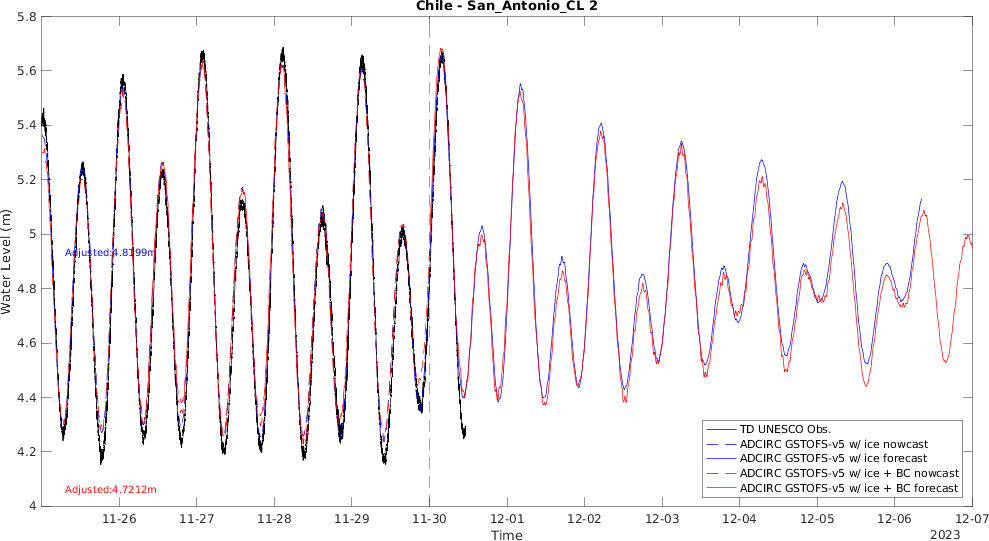 Chile - San_Antonio_CL 2
5.8
5.6
5.4
5.2
5
4.8
4.6
4.4
4.2
4
Water Level (m)
Adjusted:4.8199m
Adjusted:4.7212m
TD UNESCO Obs.
ADCIRC GSTOFS-v5 w/ ice nowcast
ADCIRC GSTOFS-v5 w/ ice forecast
ADCIRC GSTOFS-v5 w/ ice + BC nowcast
ADCIRC GSTOFS-v5 w/ ice + BC forecast
11-26 11-27 11-28 11-29 11-30 12-01 12-02 12-03 12-04 12-05 12-06 12-07
Time
2023